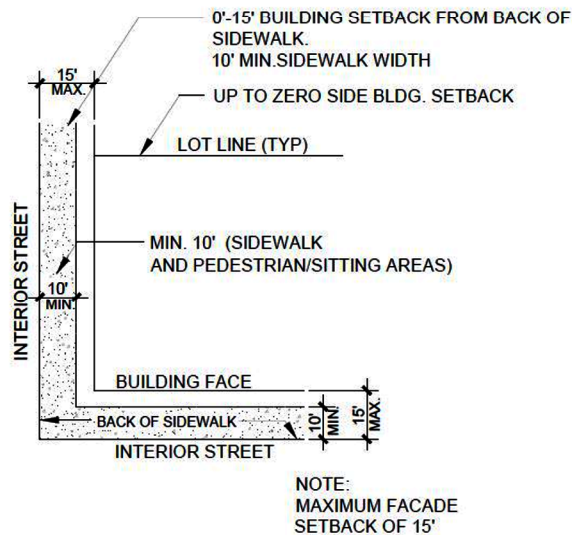 0'-15' BUILDING SETBACK FROM BACK OF
SIDEWALK.
10' MIN.SIDEWALK WIDTH
15'
MAX.
UP TO ZERO SIDE BLDG. SETBACK
LOT LINE (TYP)
INTERIOR STREET
MIN. 10' (SIDEWALK
AND PEDESTRIAN/SITTING AREAS)
10'
MIN.
BUILDING FACE
BACK OF SIDEWALK
10'
MIN.
15'
MAX.
INTERIOR STREET
NOTE:
MAXIMUM FACADE
SETBACK OF 15'